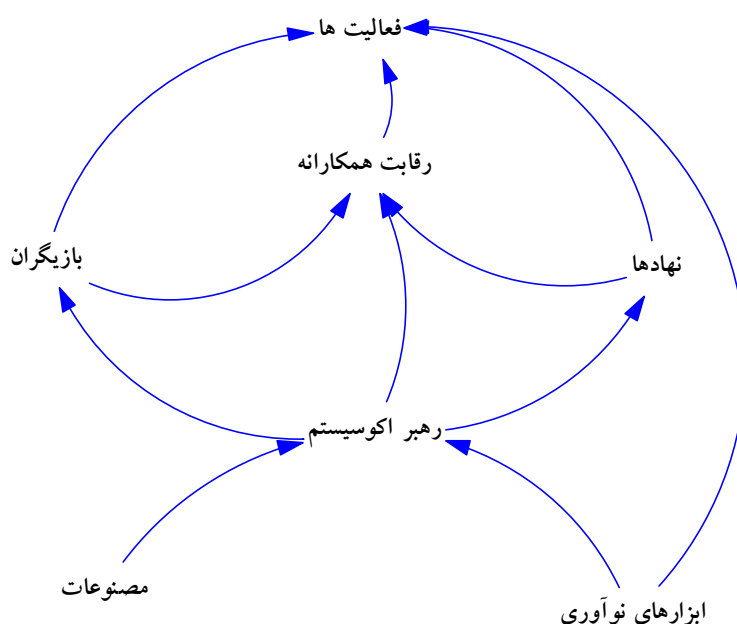 فعالیت ها
رقابت همکارانه
نهادها
بازیگران
رهبر اکوسیستم
مصنوعات
ابزارهای نوآوری